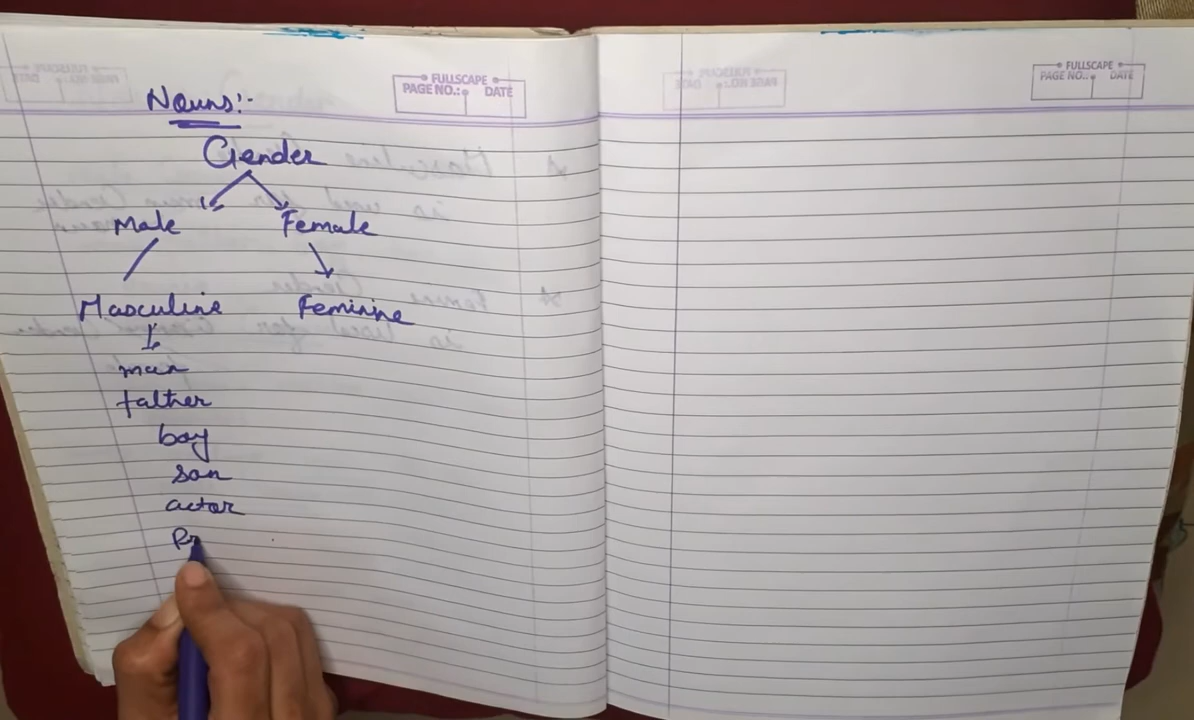 FULLSCAPE
PAGE NO.: DATE
FULLSCAPE
PAGE NO.: DATE
Nouns:-
Gender
Male Female
Masculine Feminine
man
father
boy
son
actor